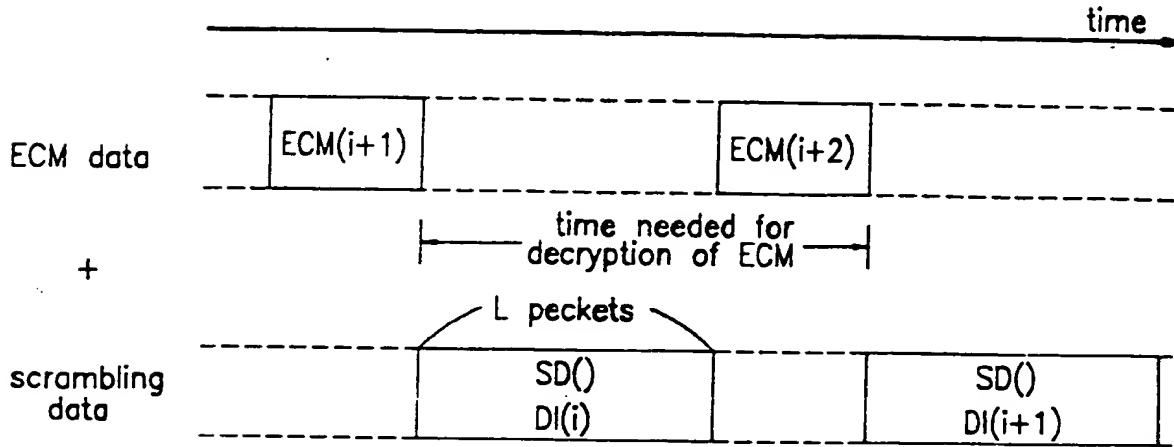 time
ECM data
ECM(i+1)
ECM(i+2)
time needed for
decryption of ECM
+
L peckets
scrambling
data
SD()
DI(i)
SD()
DI(i+1)